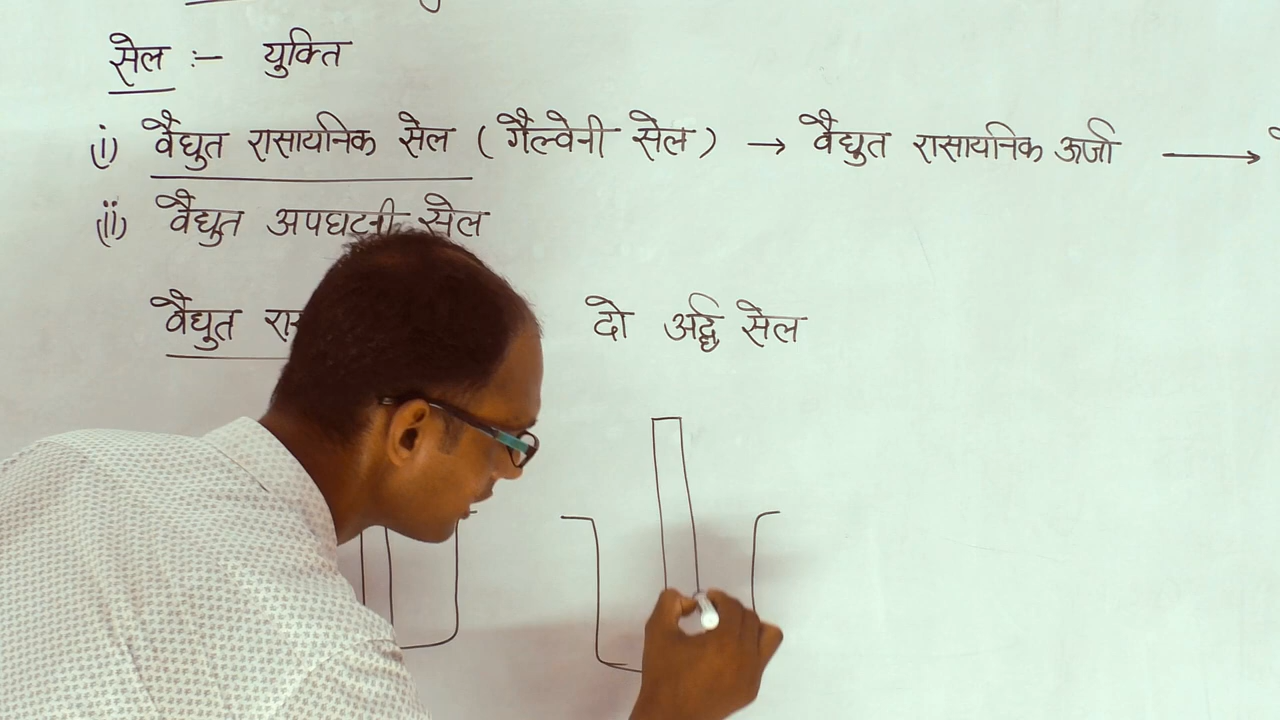 सेल :- युक्ति
(i) वैद्युत रासायनिक सेल (गैल्वेनी सेल) → वैद्युत रासायनिक ऊर्जा →
(ii) वैद्युत अपघटनी सेल
वैद्युत दो अर्द्ध सेल